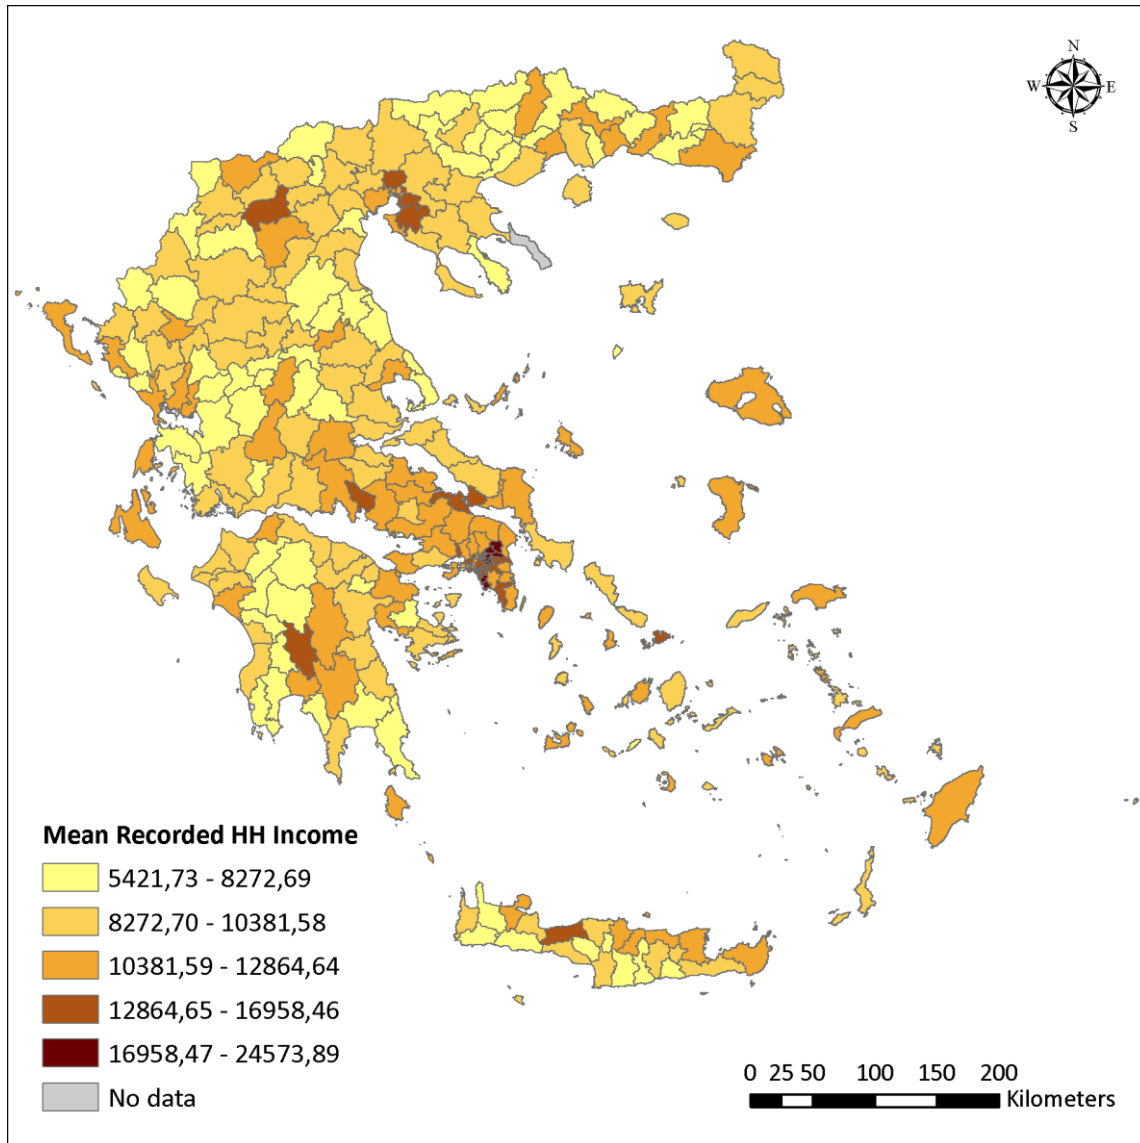 N
W E
S
Mean Recorded HH Income
5421,73 - 8272,69
8272,70 - 10381,58
10381,59 - 12864,64
12864,65 - 16958,46
16958,47 - 24573,89
No data
0 25 50 100 150 200
Kilometers